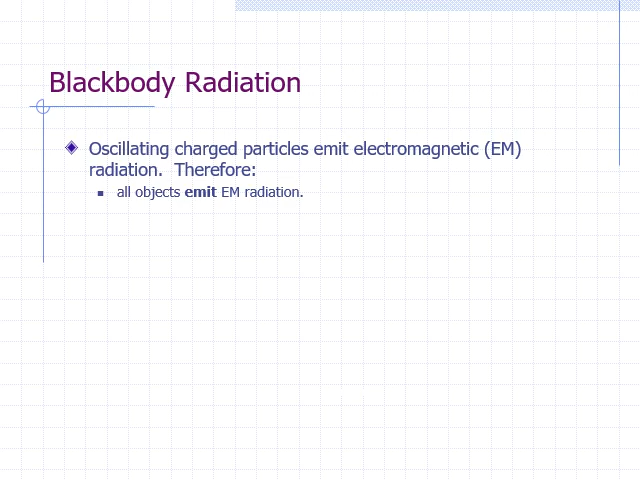 Blackbody Radiation
Oscillating charged particles emit electromagnetic (EM)
radiation.  Therefore:
all objects emit EM radiation.